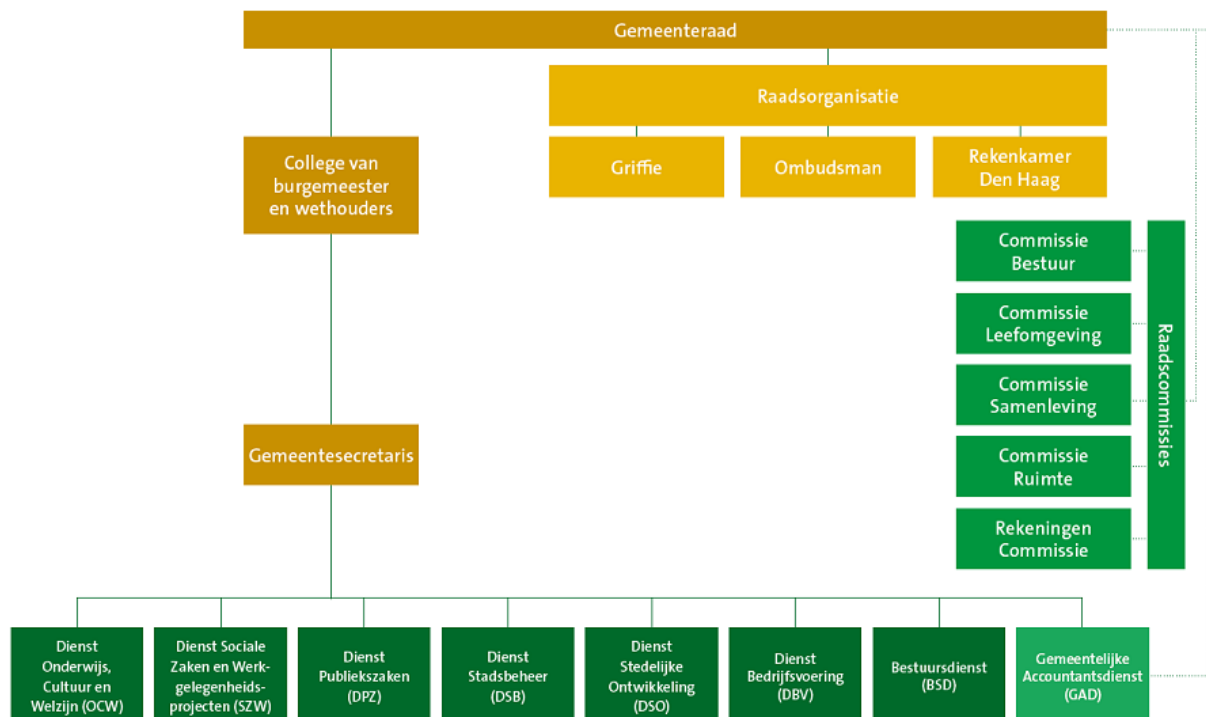 Gemeenteraad
Raadsorganisatie
College van
burgemeester
en wethouders
Griffie
Ombudsman
Rekenkamer
Den Haag
Commissie
Bestuur
Commissie
Leefomgeving
Commissie
Samenleving
Commissie
Ruimte
Rekeningen
Commissie
Raadscommissies
Gemeentesecretaris
Dienst
Onderwijs,
Cultuur en
Welzijn (OCW)
Dienst Sociale
Zaken en Werk-
gelegenheids-
projecten (SZW)
Dienst
Publiekszaken
(DPZ)
Dienst
Stadsbeheer
(DSB)
Dienst
Stedelijke
Ontwikkeling
(DSO)
Dienst
Bedrijfsvoering
(DBV)
Bestuursdienst
(BSD)
Gemeentelijke
Accountantsdienst
(GAD)